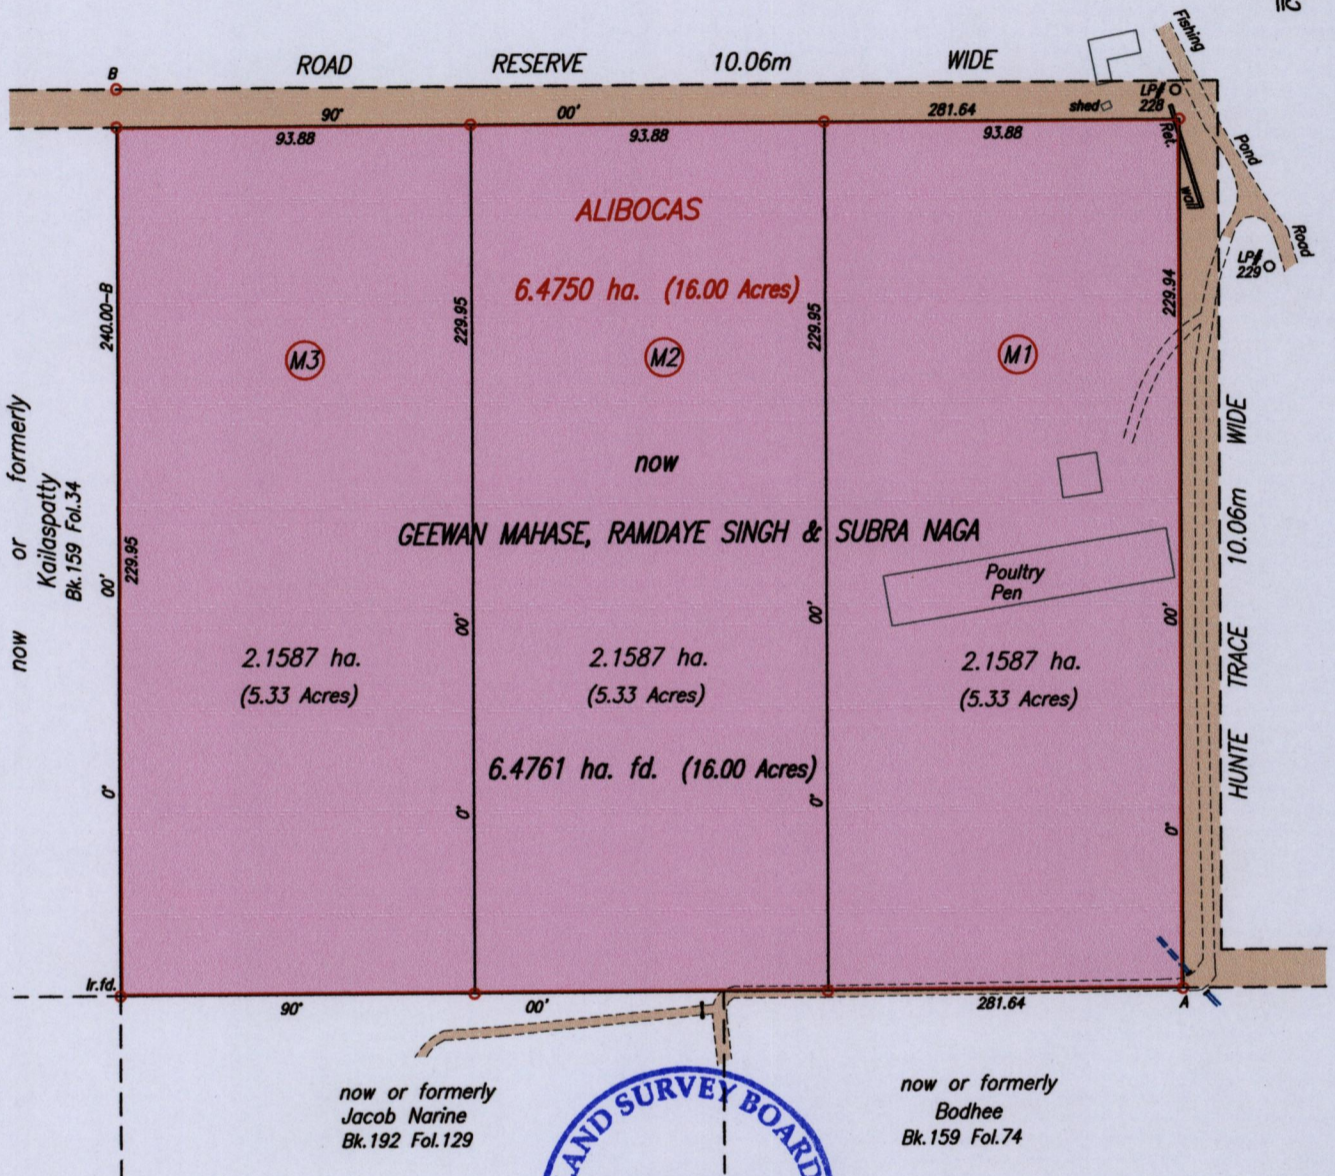 Fishing
Pond
Road
B
ROAD RESERVE 10.06m WIDE
90° 00' 281.64
shed
LP#
228
Ret.
wall
LP#
229
93.88
93.88
93.88
ALIBOCAS
6.4750 ha. (16.00 Acres)
240.00-B
229.95
229.95
229.95
229.94
M3
M2
M1
now
GEEWAN MAHASE, RAMDAYE SINGH & SUBRA NAGA
Poultry
Pen
now or formerly
Kailaspatty
Bk.159 Fol.34
HUNTE TRACE 10.06m WIDE
0° 00'
0° 00'
0° 00'
0° 00'
2.1587 ha.
(5.33 Acres)
2.1587 ha.
(5.33 Acres)
2.1587 ha.
(5.33 Acres)
6.4761 ha. fd. (16.00 Acres)
Ir.fd.
90° 00' 281.64
A
now or formerly
Jacob Narine
Bk.192 Fol.129
now or formerly
Bodhee
Bk.159 Fol.74
LAND SURVEY BOARD